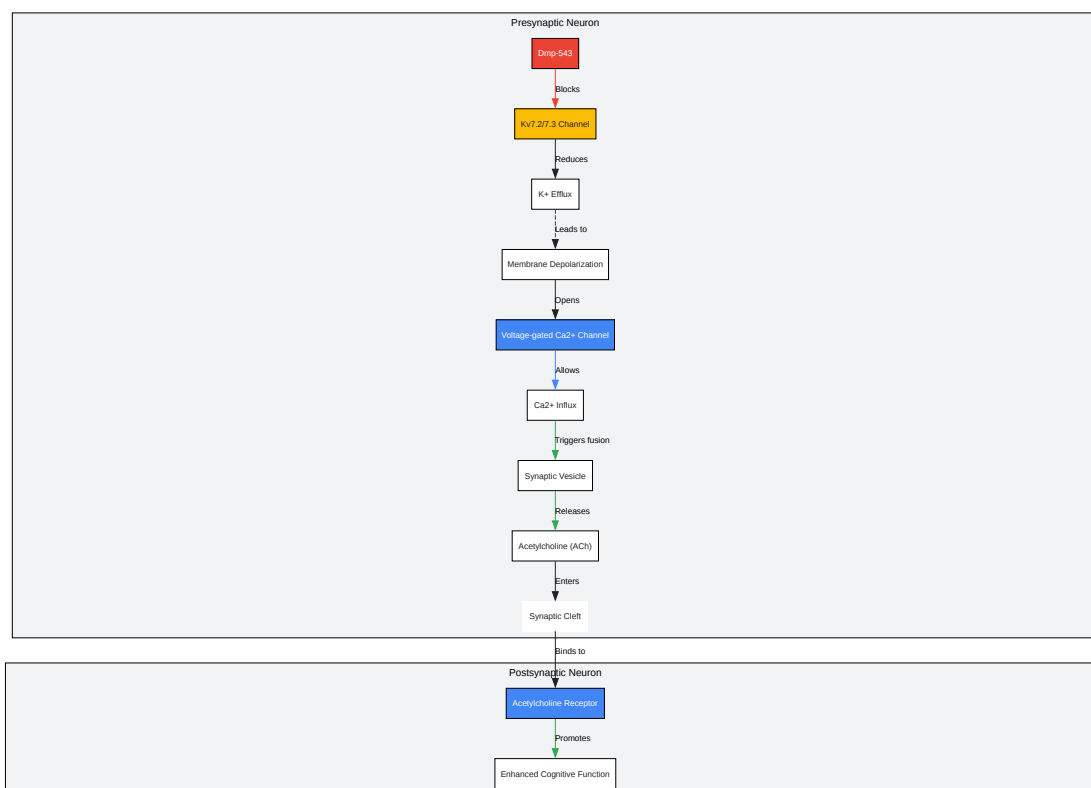 Presynaptic Neuron
Dmp-543
Blocks
Kv7.2/7.3 Channel
Reduces
K+ Efflux
Leads to
Membrane Depolarization
Opens
Voltage-gated Ca2+ Channel
Allows
Ca2+ Influx
Triggers fusion
Synaptic Vesicle
Releases
Acetylcholine (ACh)
Enters
Synaptic Cleft
Binds to
Postsynaptic Neuron
Acetylcholine Receptor
Promotes
Enhanced Cognitive Function